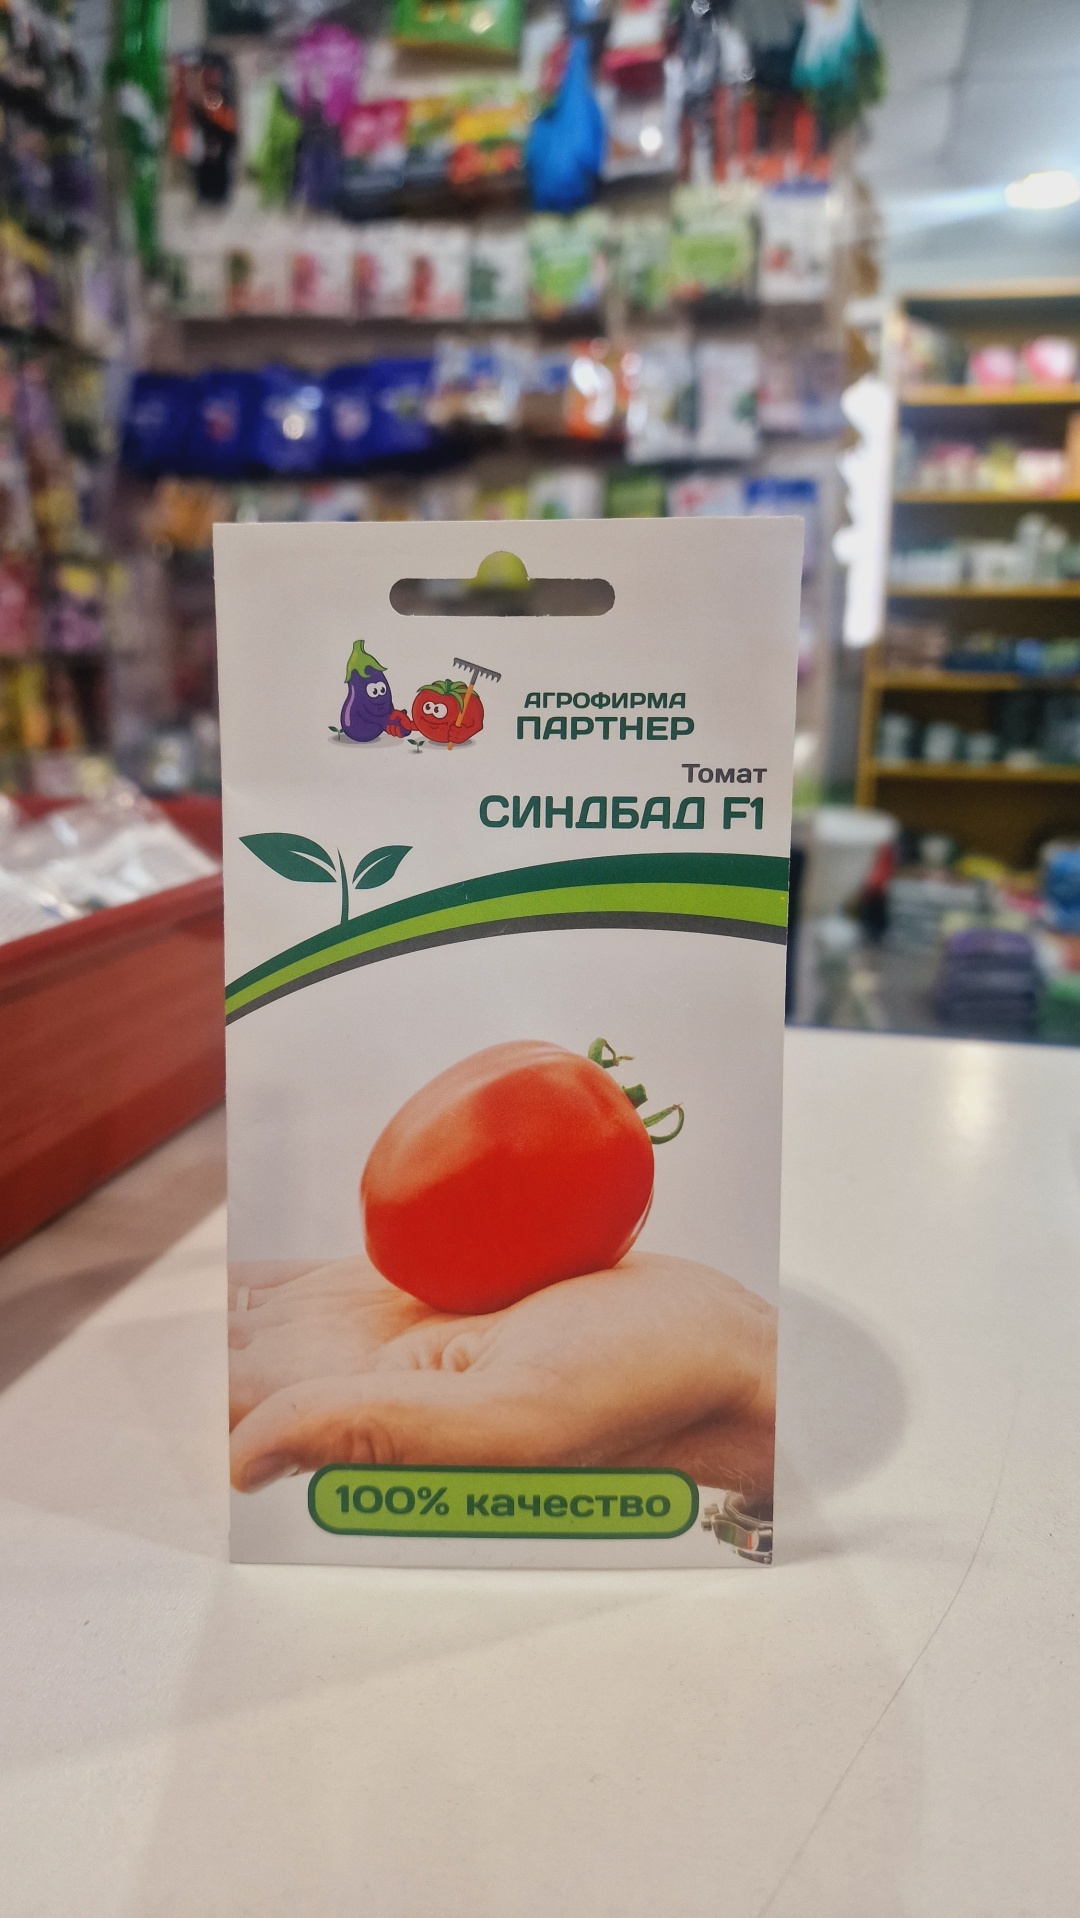 АГРОФИРМА
ПАРТНЕР
Томат
СИНДБАД F1
100% качество